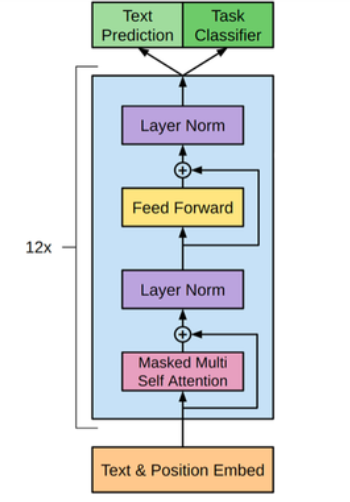 Text
Prediction
Task
Classifier
Layer Norm
Feed Forward
12x
Layer Norm
Masked Multi
Self Attention
Text & Position Embed